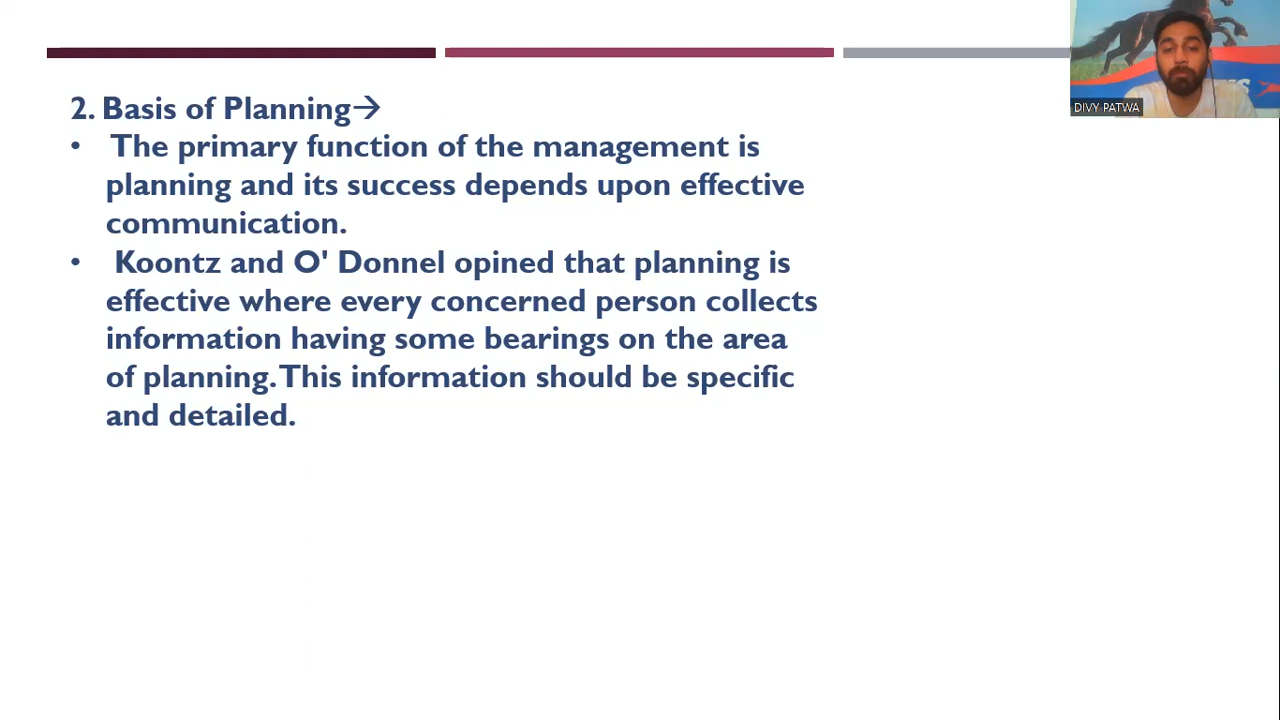 2. Basis of Planning→
• The primary function of the management is
planning and its success depends upon effective
communication.
• Koontz and O' Donnel opined that planning is
effective where every concerned person collects
information having some bearings on the area
of planning. This information should be specific
and detailed.
DIVY PATWA